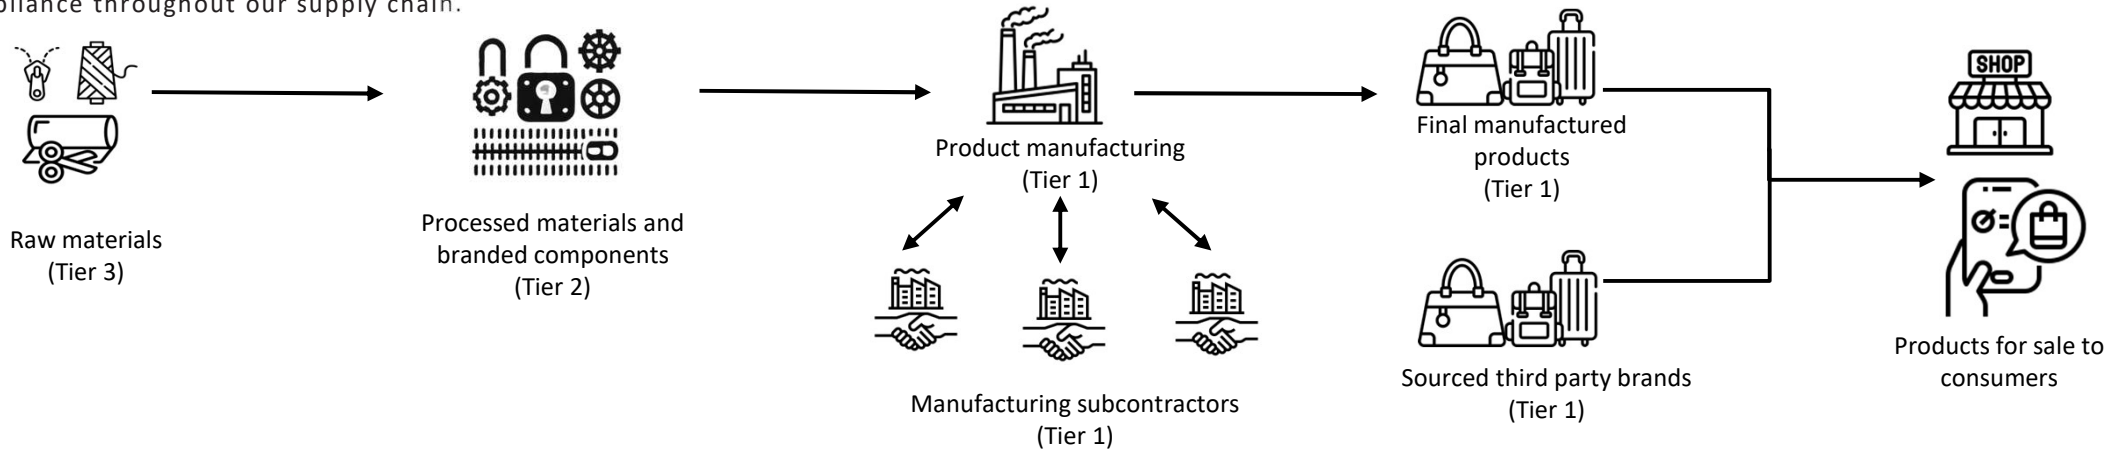 throughout our supply chain.
Raw materials
(Tier 3)
Processed materials and
branded components
(Tier 2)
Product manufacturing
(Tier 1)
Manufacturing subcontractors
(Tier 1)
Final manufactured
products
(Tier 1)
Sourced third party brands
(Tier 1)
SHOP
Products for sale to
consumers